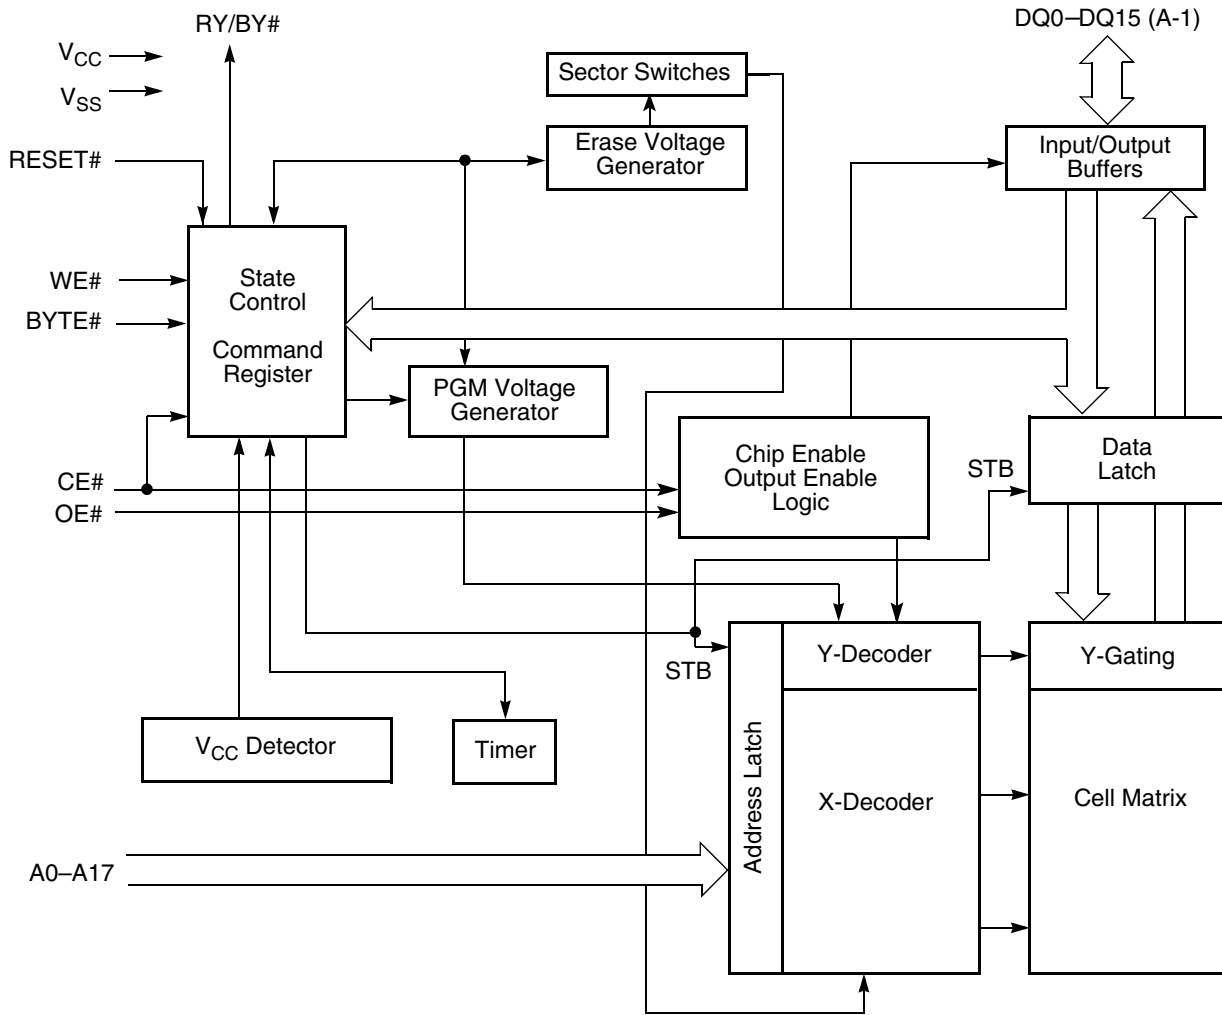 RY/BY#
DQ0–DQ15 (A-1)
VCC
VSS
Sector Switches
RESET#
Erase Voltage
Generator
Input/Output
Buffers
WE#
BYTE#
State
Control
Command
Register
PGM Voltage
Generator
CE#
OE#
Chip Enable
Output Enable
Logic
STB
Data
Latch
STB
Y-Decoder
Y-Gating
VCC Detector
Timer
Address Latch
X-Decoder
Cell Matrix
A0–A17